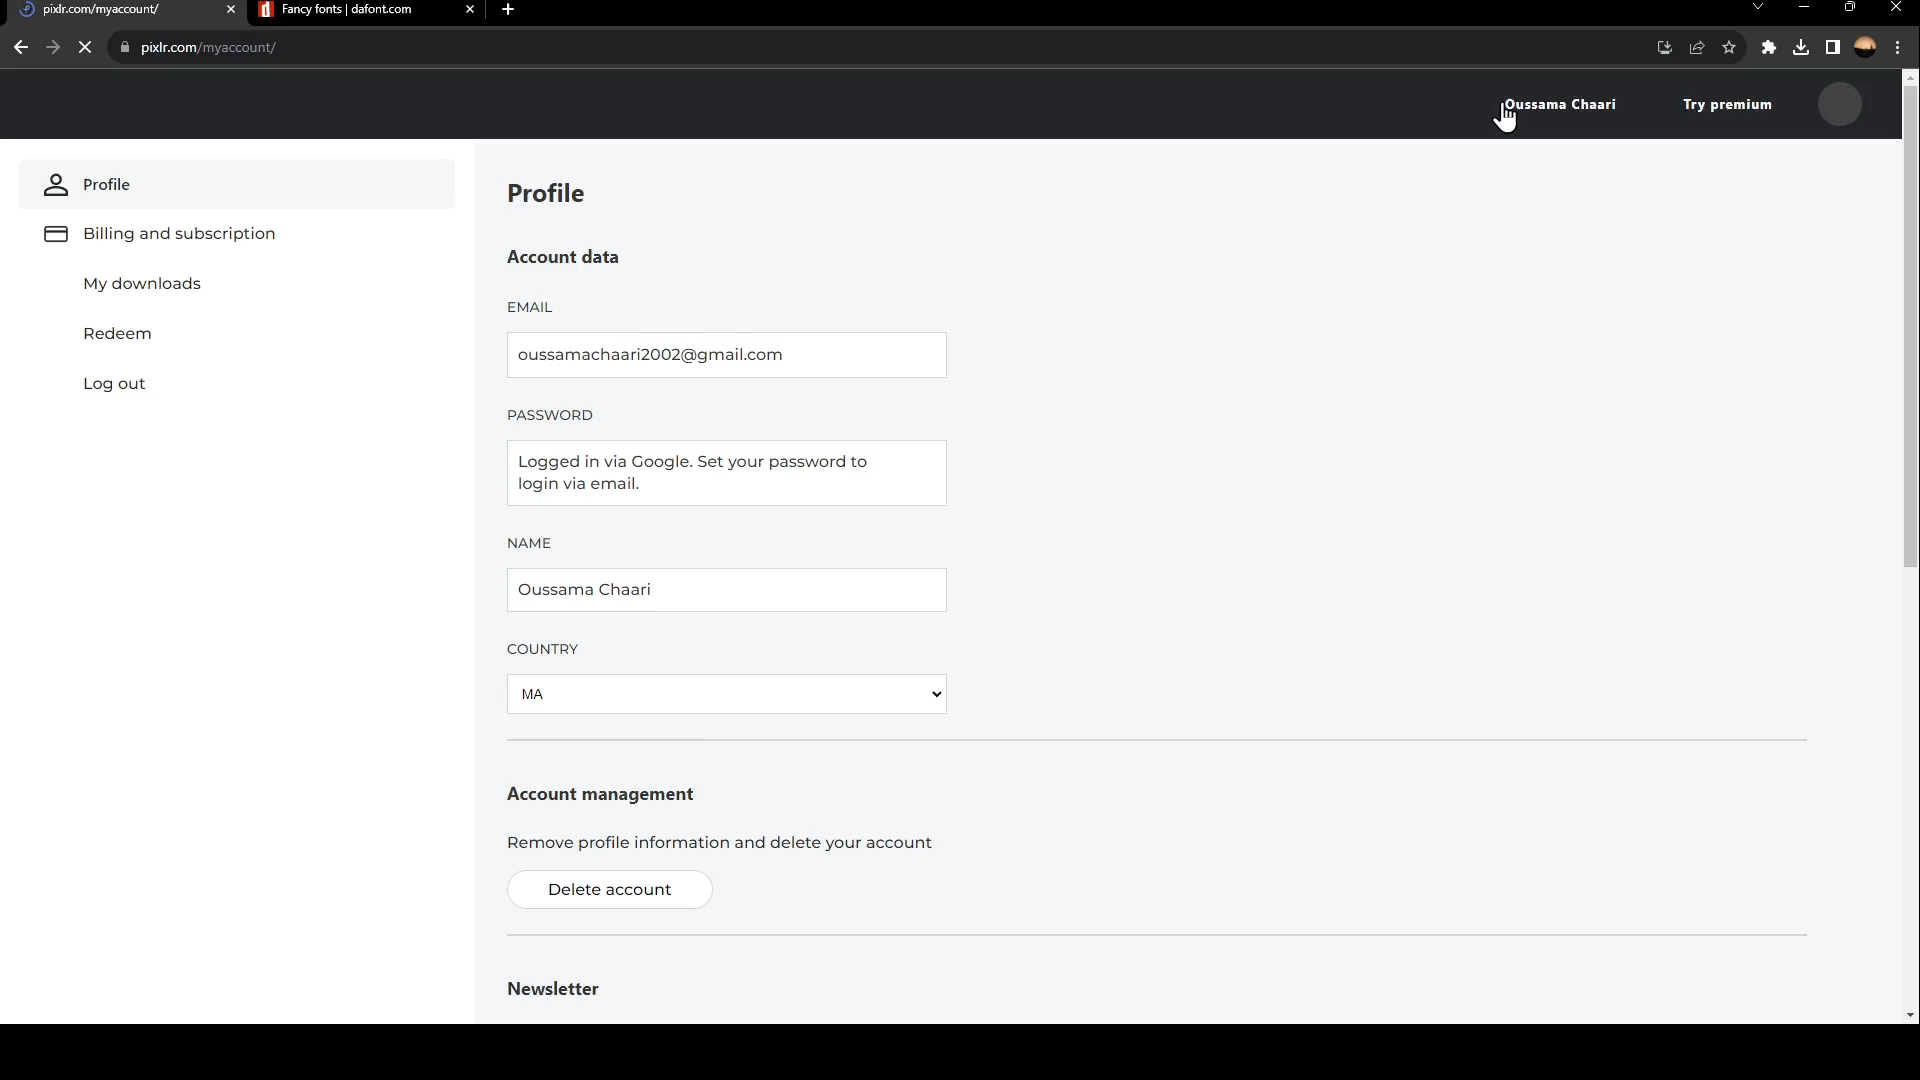 pixlr.com/myaccount/
Fancy fonts | dafont.com
pixlr.com/myaccount/
Oussama Chaari
Try premium
Profile
Billing and subscription
My downloads
Redeem
Log out
Profile
Account data
EMAIL
oussamachaari2002@gmail.com
PASSWORD
Logged in via Google. Set your password to
login via email.
NAME
Oussama Chaari
COUNTRY
MA
Account management
Remove profile information and delete your account
Delete account
Newsletter